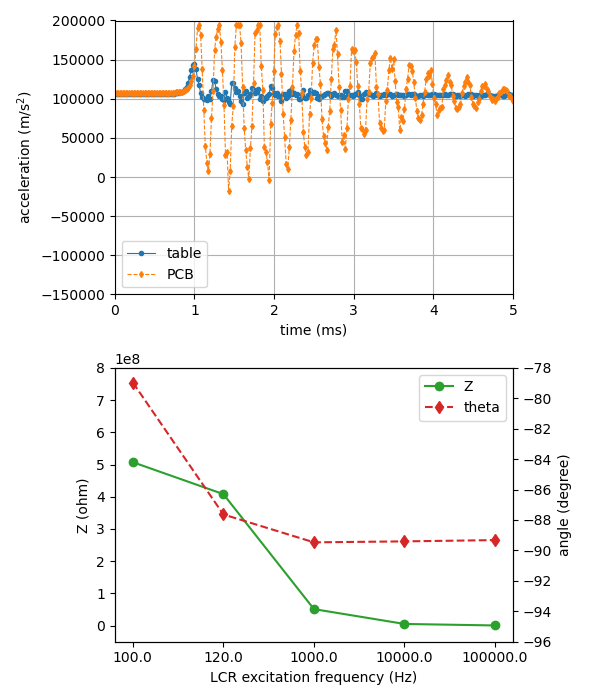 200000
150000
100000
50000
0
−50000
−100000
−150000
acceleration (m/s²)
table
PCB
0 1 2 3 4 5
time (ms)
1e8
8
7
6
5
4
3
2
1
0
Z (ohm)
Z
theta
−78
−80
−82
−84
−86
−88
−90
−92
−94
−96
angle (degree)
100.0 120.0 1000.0 10000.0 100000.0
LCR excitation frequency (Hz)